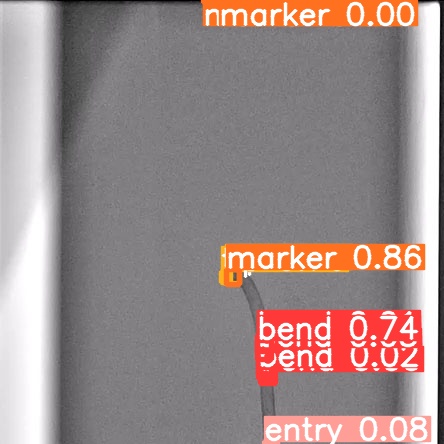 nmarker 0.00
marker 0.86
bend 0.74
bend 0.02
entry 0.08